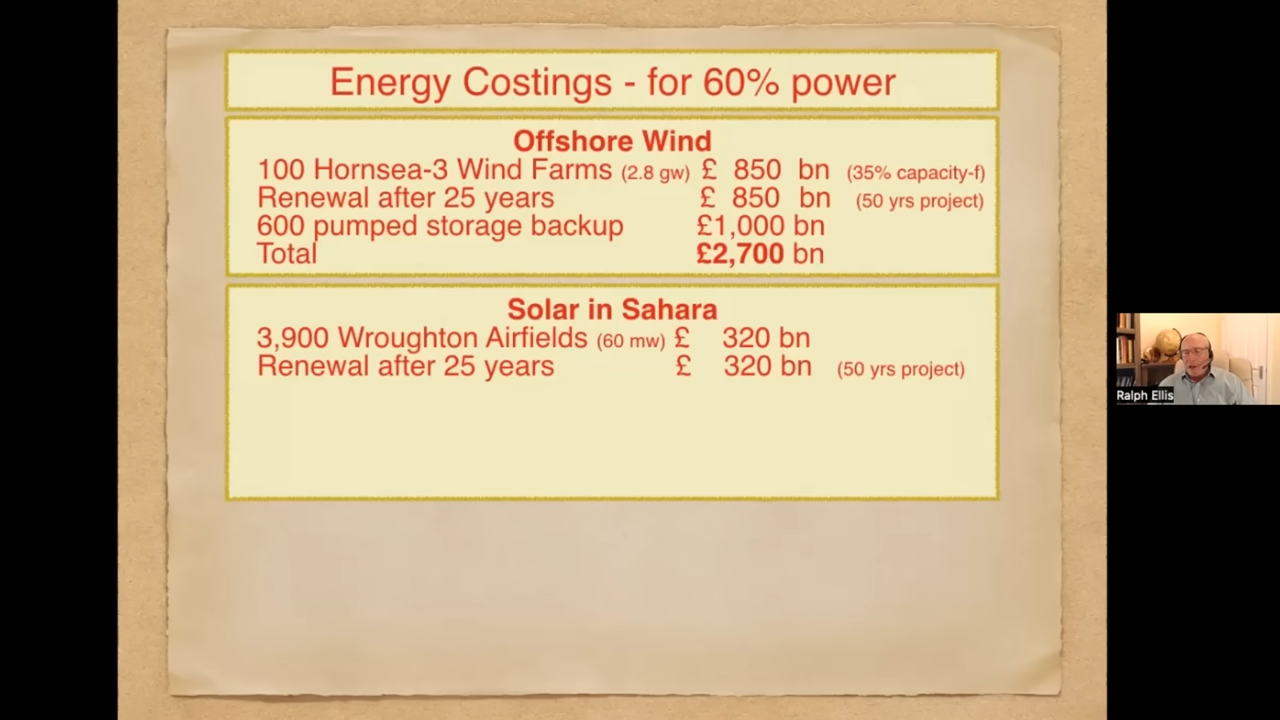 Energy Costings - for 60% power
Offshore Wind
100 Hornsea-3 Wind Farms (2.8 gw) £ 850 bn (35% capacity-f)
Renewal after 25 years £ 850 bn (50 yrs project)
600 pumped storage backup £1,000 bn
Total £2,700 bn
Solar in Sahara
3,900 Wroughton Airfields (60 mw) £ 320 bn
Renewal after 25 years £ 320 bn (50 yrs project)
Ralph Ellis